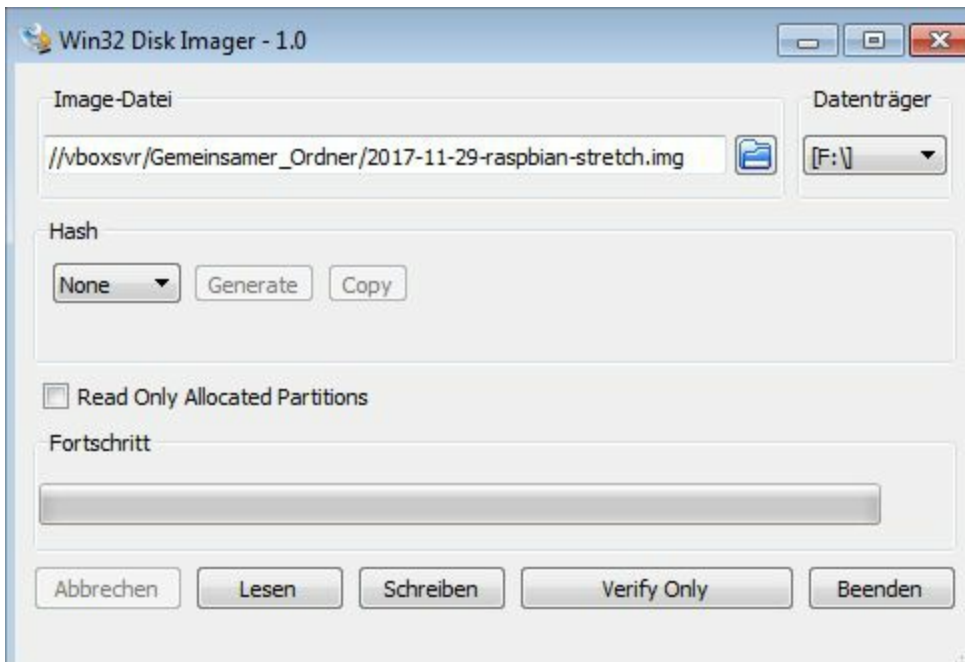 Win32 Disk Imager - 1.0
Image-Datei
Datenträger
//vboxsvr/Gemeinsamer_Ordner/2017-11-29-raspbian-stretch.img
[F:\]
Hash
None
Generate
Copy
Read Only Allocated Partitions
Fortschritt
Abbrechen
Lesen
Schreiben
Verify Only
Beenden